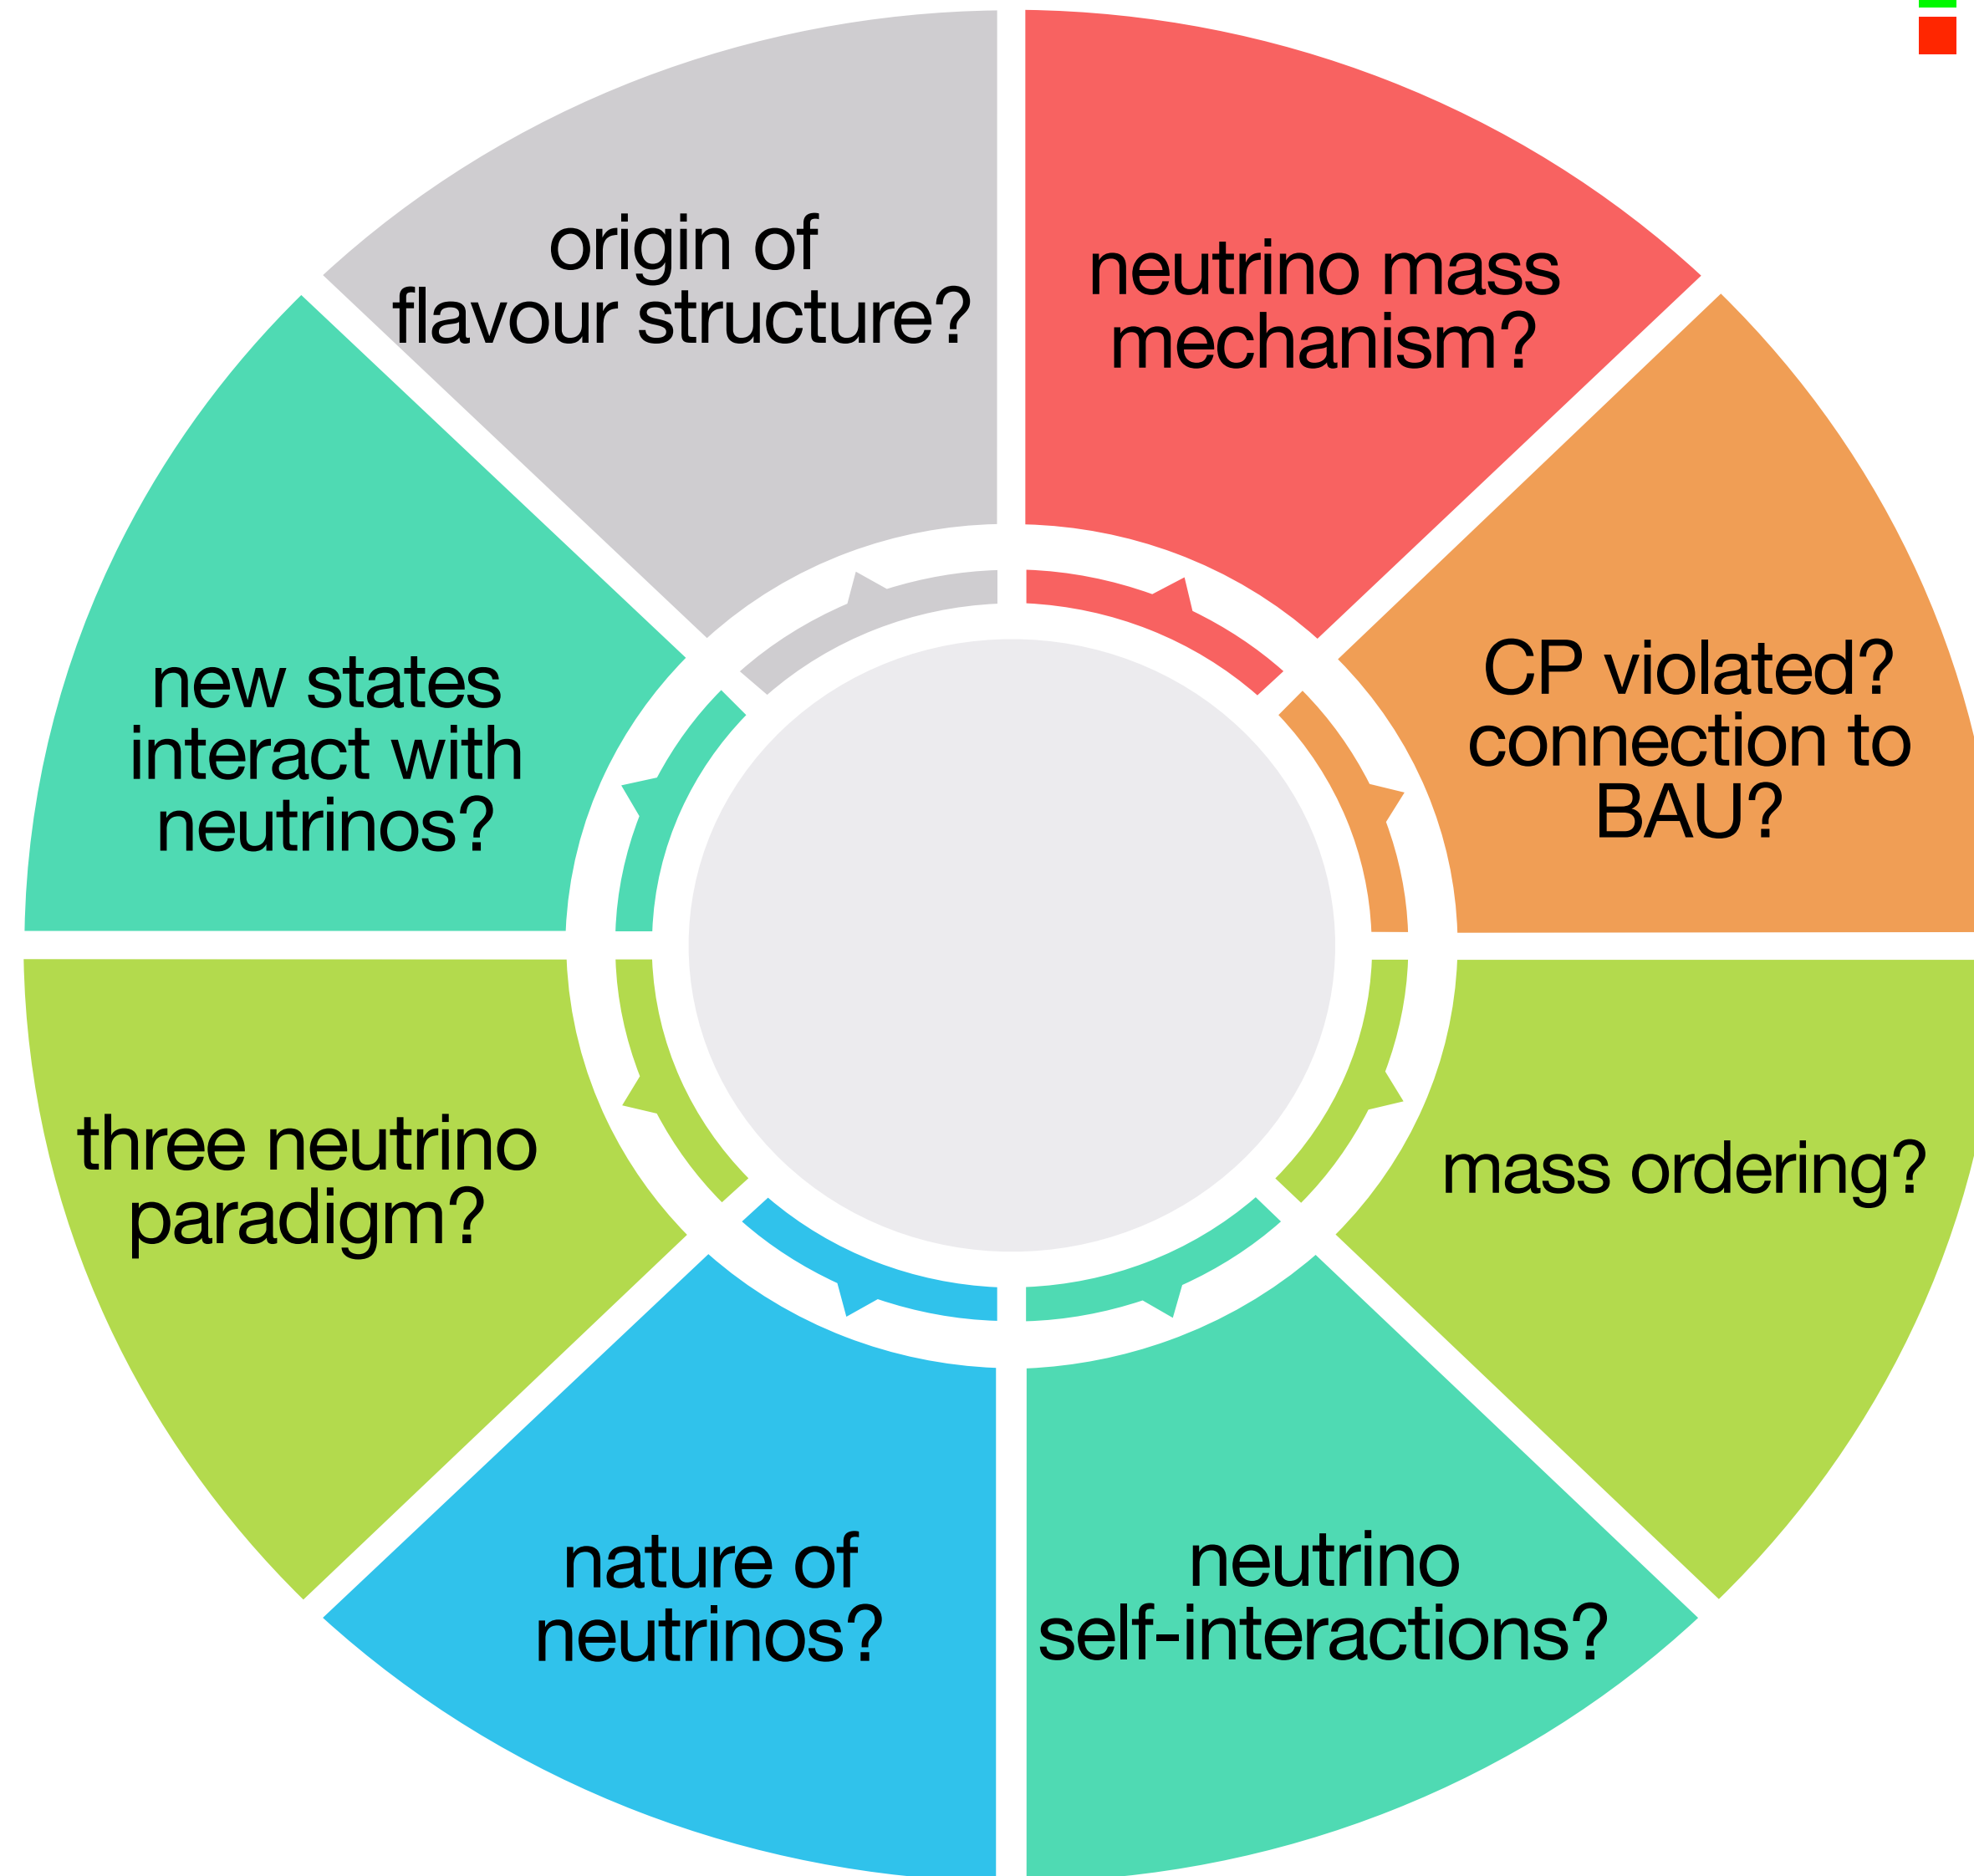 origin of
flavour structure?
neutrino mass
mechanism?
CP violated?
connection to
BAU?
mass ordering?
neutrino
self-interactions?
nature of
neutrinos?
three neutrino
paradigm?
new states
interact with
neutrinos?